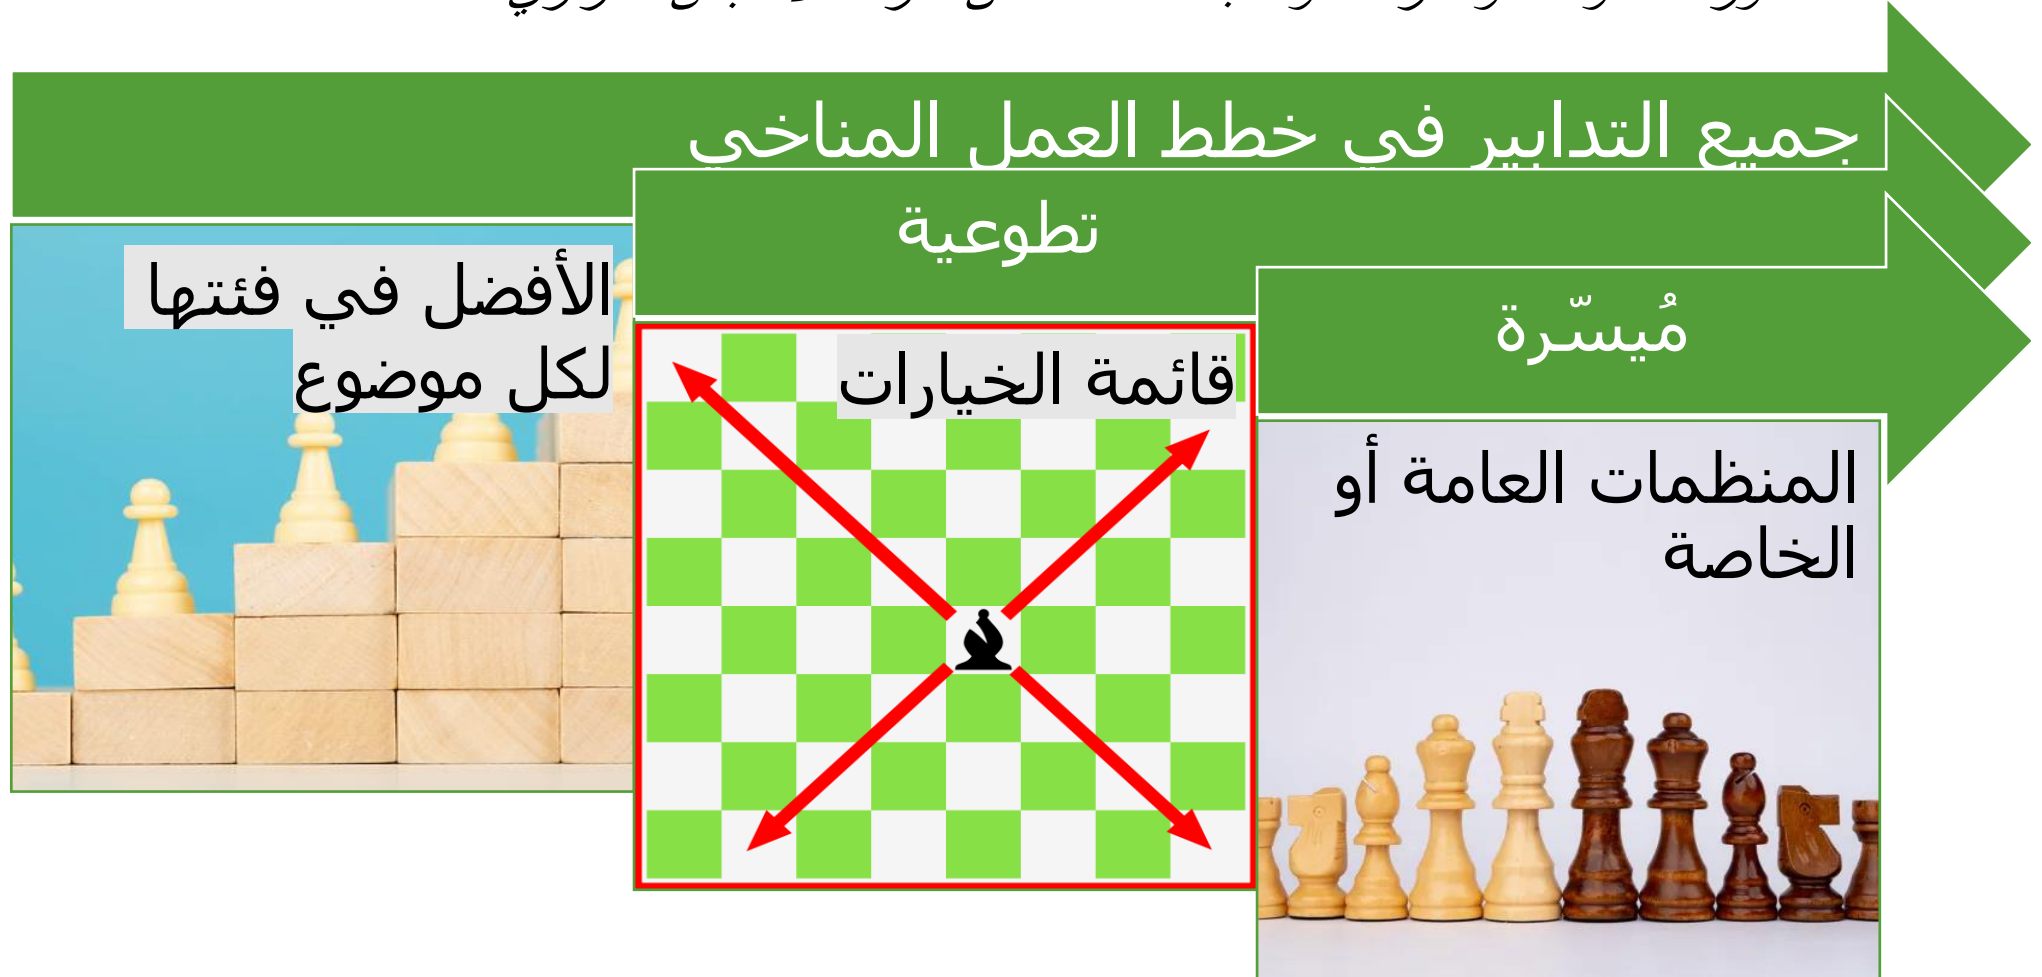 جميع التدابير في خطط العمل المناخي
تطوعية
مُيسّرة
الأفضل في فئتها
لكل موضوع
قائمة الخيارات
المنظمات العامة أو
الخاصة